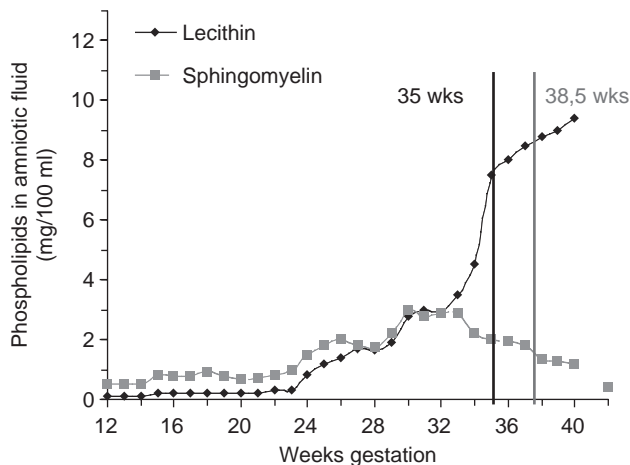 Lecithin
Sphingomyelin
35 wks
38,5 wks
Phospholipids in amniotic fluid
(mg/100 ml)
12
10
8
6
4
2
0
12
16
20
24
28
32
36
40
Weeks gestation